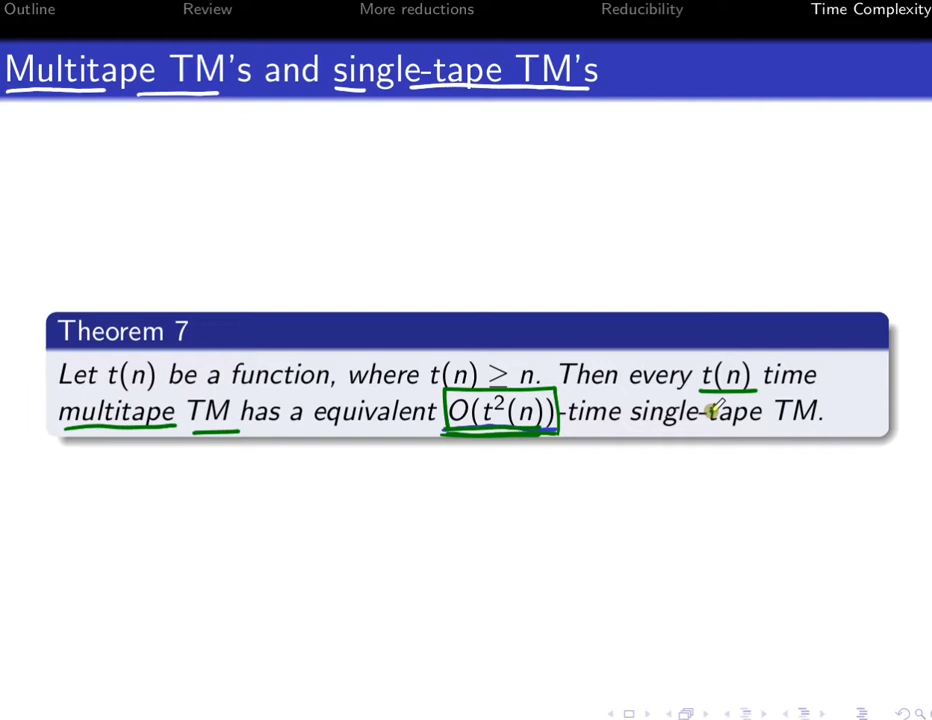 Outline Review More reductions Reducibility Time Complexity
Multitape TM's and single-tape TM's
Theorem 7
Let t(n) be a function, where t(n) ≥ n. Then every t(n) time
multitape TM has a equivalent O(t²(n))-time single-tape TM.